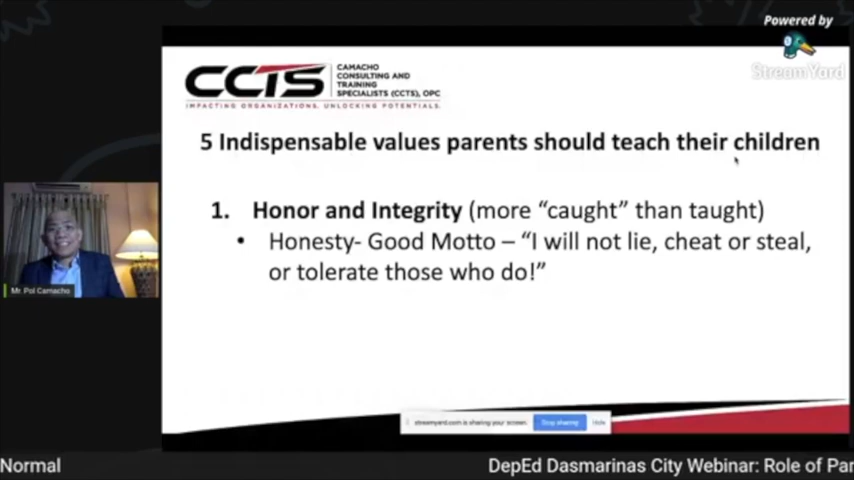 Powered by
StreamYard
CCTS
CAMACHO
CONSULTING AND
TRAINING
SPECIALISTS (CCTS), OPC
IMPACTING ORGANIZATIONS. UNLOCKING POTENTIALS.
5 Indispensable values parents should teach their children
1. Honor and Integrity (more “caught” than taught)
• Honesty- Good Motto – “I will not lie, cheat or steal,
or tolerate those who do!”
Mr. Pol Camacho
streamyard.com is sharing your screen. Stop sharing Hide
Normal DepEd Dasmarinas City Webinar: Role of Par